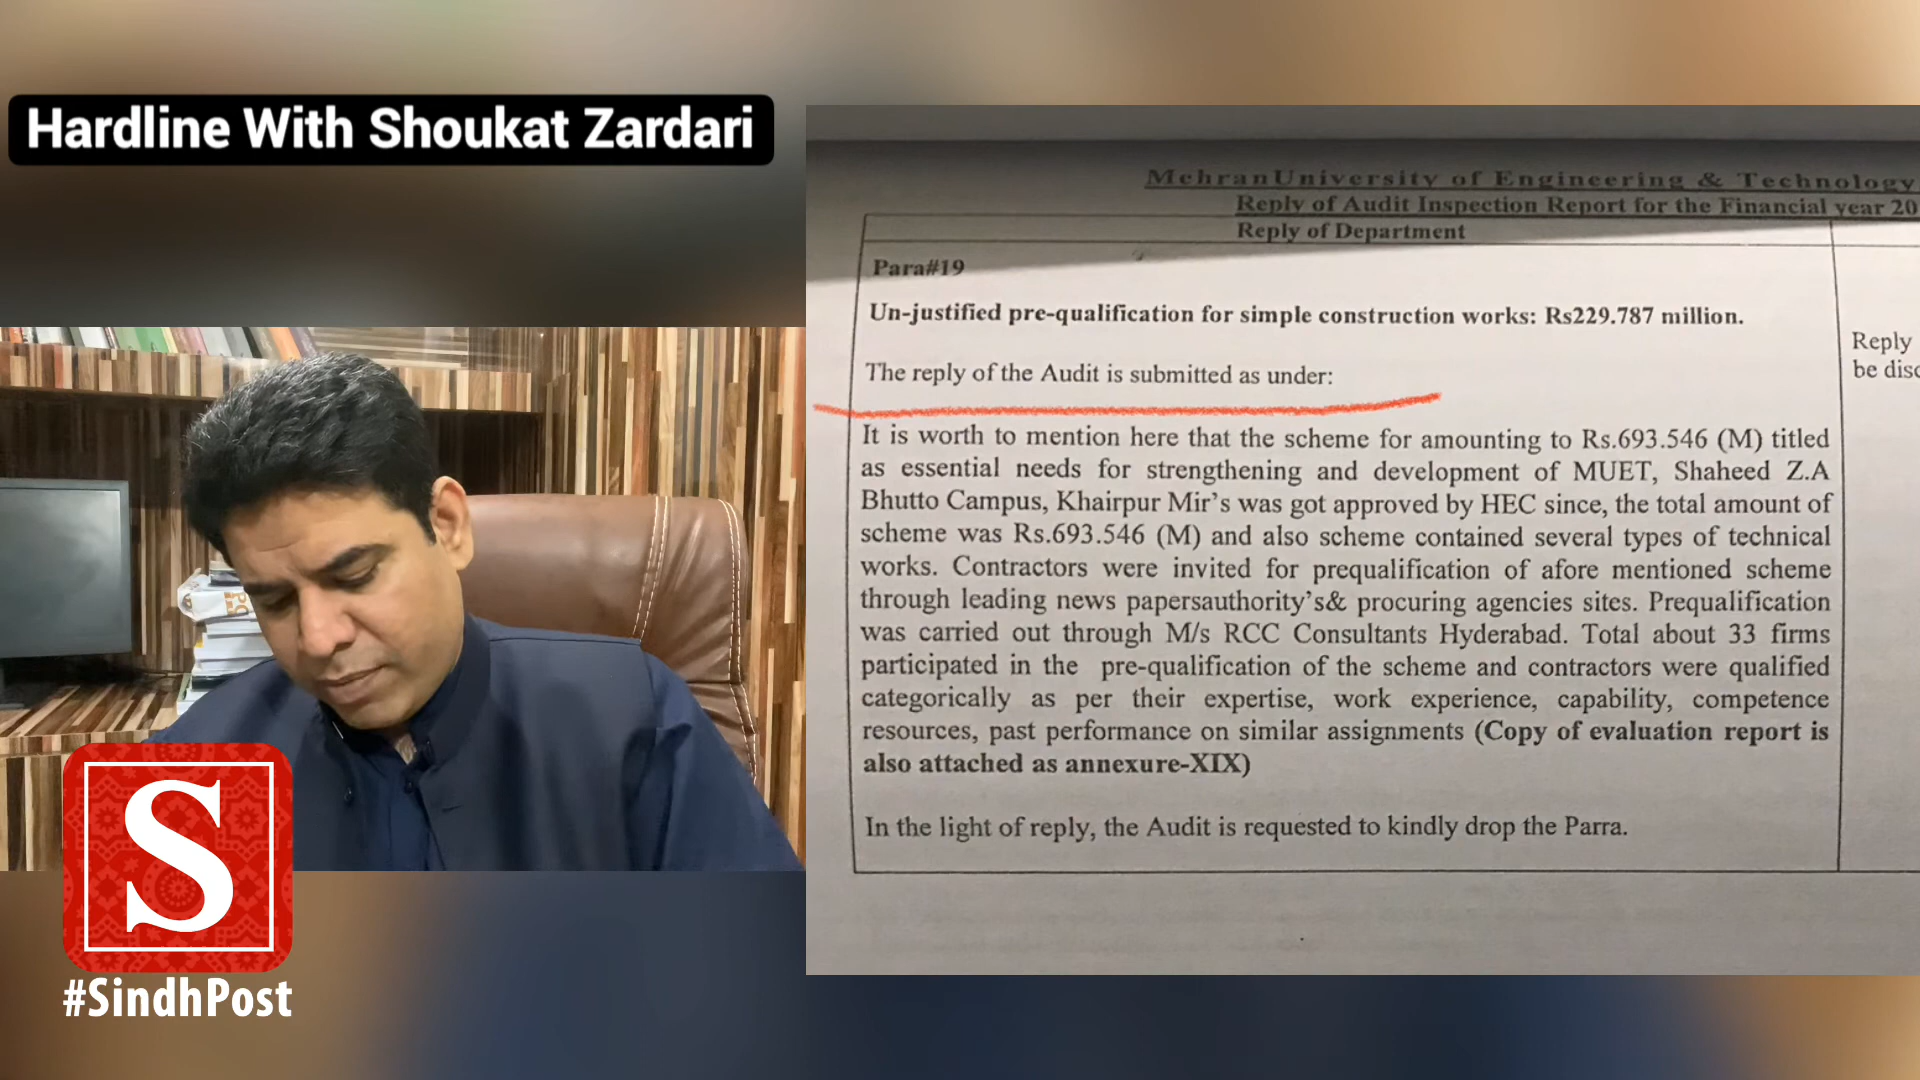 Hardline With Shoukat Zardari
S
#SindhPost
MehranUniversity of Engineering & Technology
Reply of Audit Inspection Report for the Financial year 20
Reply of Department
Para#19
Un-justified pre-qualification for simple construction works: Rs229.787 million.
The reply of the Audit is submitted as under:
It is worth to mention here that the scheme for amounting to Rs.693.546 (M) titled
as essential needs for strengthening and development of MUET, Shaheed Z.A
Bhutto Campus, Khairpur Mir's was got approved by HEC since, the total amount of
scheme was Rs.693.546 (M) and also scheme contained several types of technical
works. Contractors were invited for prequalification of afore mentioned scheme
through leading news papersauthority's& procuring agencies sites. Prequalification
was carried out through M/s RCC Consultants Hyderabad. Total about 33 firms
participated in the pre-qualification of the scheme and contractors were qualified
categorically as per their expertise, work experience, capability, competence
resources, past performance on similar assignments (Copy of evaluation report is
also attached as annexure-XIX)
In the light of reply, the Audit is requested to kindly drop the Parra.
Reply
be disc